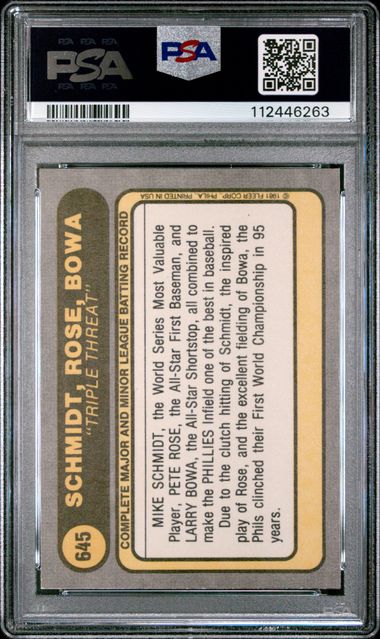 PSA
PSA
112446263
645
SCHMIDT, ROSE, BOWA
"TRIPLE THREAT"
COMPLETE MAJOR AND MINOR LEAGUE BATTING RECORD
MIKE SCHMIDT, the World Series Most Valuable
Player, PETE ROSE, the All-Star First Baseman, and
LARRY BOWA, the All-Star Shortstop, all combined to
make the PHILLIES Infield one of the best in baseball.
Due to the clutch hitting of Schmidt, the inspired
play of Rose, and the excellent fielding of Bowa, the
Phils clinched their First World Championship in 95
years.
© 1981 FLEER CORP., PHILA., PRINTED IN USA